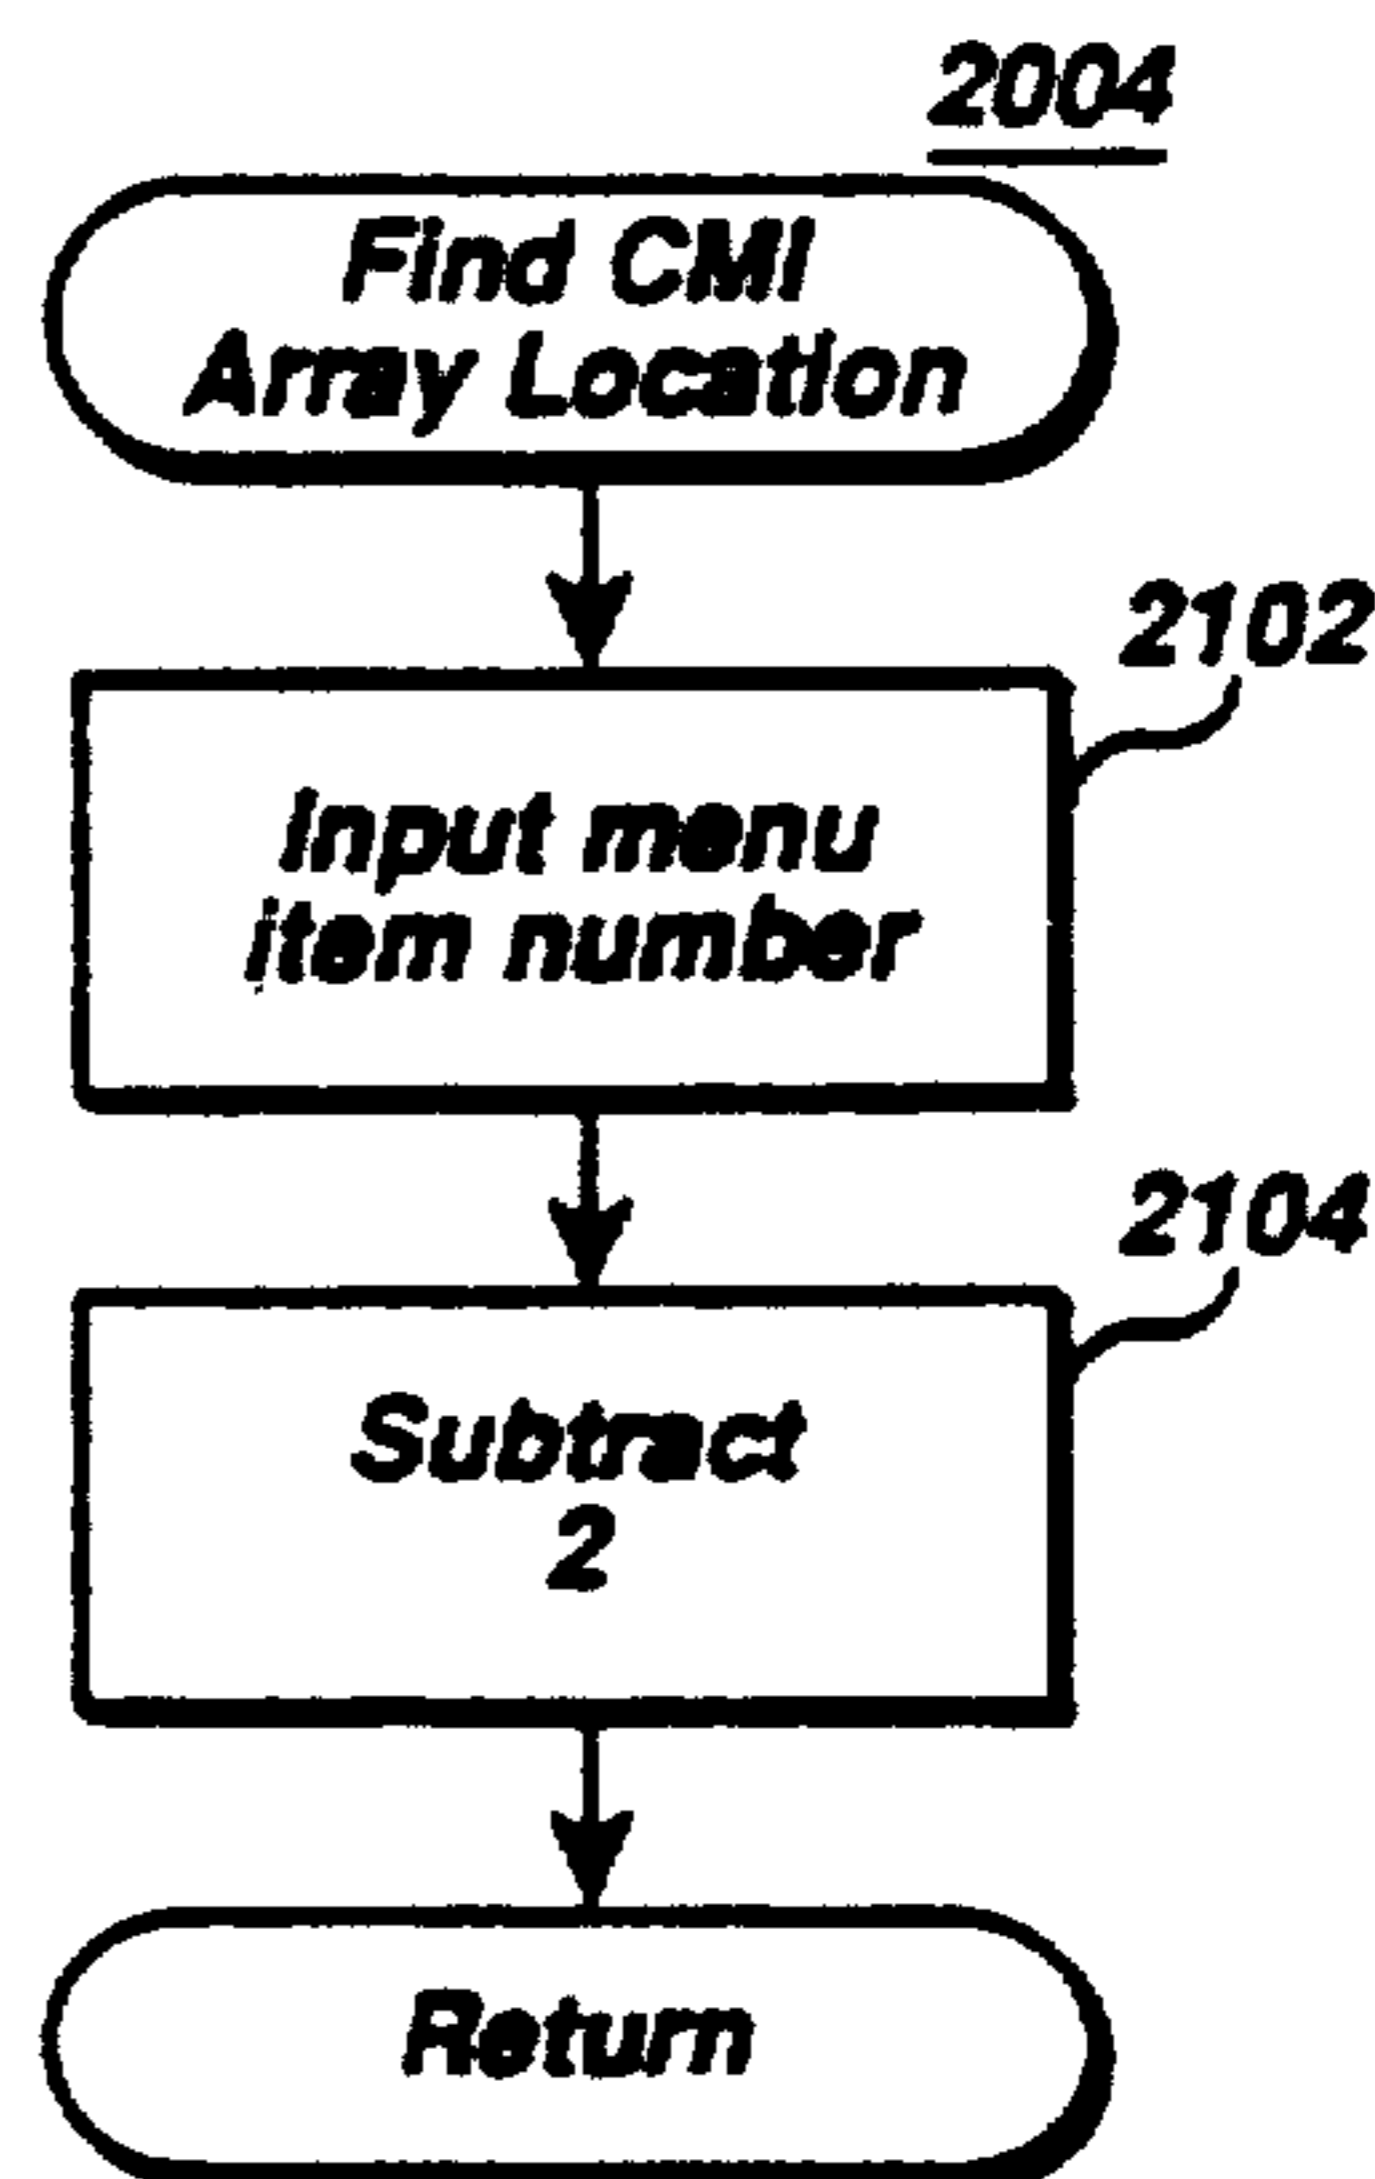 2004
Find CMI
Array Location
2102
Input menu
item number
2104
Subtract
2
Return